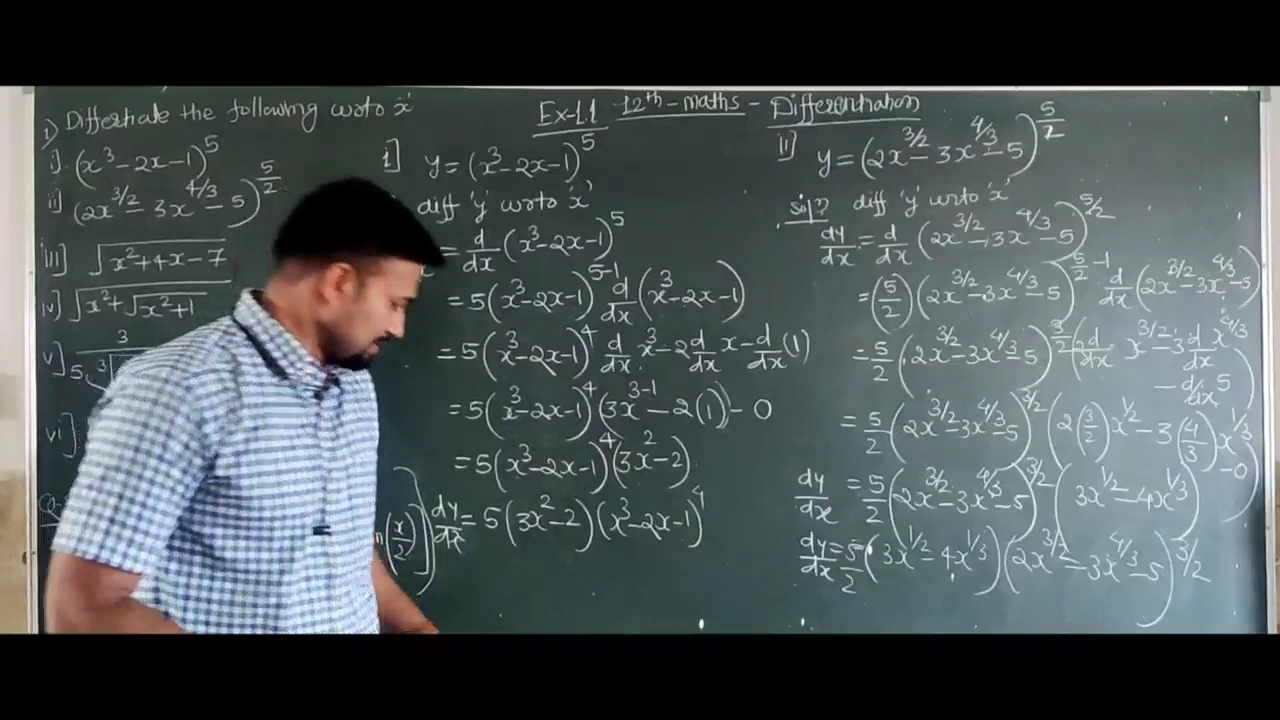 Ex-1.1 12th - maths - Differentiation
1) Differtiate the following w.r.to 'x'
i) (x³-2x-1)⁵
ii) (2x^{3/2} - 3x^{4/3} - 5)^{5/2}
iii] √(x²+4x-7)
iv] √(x²+√(x²+1))
v] 3
5 ³√
vi]
(x/2)
i] y = (x³-2x-1)⁵
diff 'y' w.r.to 'x'
= d/dx (x³-2x-1)⁵
= 5(x³-2x-1)^{5-1} d/dx (x³-2x-1)
= 5(x³-2x-1)⁴ d/dx x³ - 2 d/dx x - d/dx (1)
= 5(x³-2x-1)⁴ (3x^{3-1} - 2(1)) - 0
= 5(x³-2x-1)⁴ (3x²-2)
dy/dx = 5(3x²-2)(x³-2x-1)⁴
ii] y = (2x^{3/2} - 3x^{4/3} - 5)^{5/2}
sol? diff 'y' w.r.to 'x'
dy/dx = d/dx (2x^{3/2} - 3x^{4/3} - 5)^{5/2}
= (5/2) (2x^{3/2} - 3x^{4/3} - 5)^{5/2 - 1} d/dx (2x^{3/2} - 3x^{4/3} - 5)
= 5/2 (2x^{3/2} - 3x^{4/3} - 5)^{3/2} (2 d/dx x^{3/2} - 3 d/dx x^{4/3}
- d/dx 5)
= 5/2 (2x^{3/2} - 3x^{4/3} - 5)^{3/2} (2(3/2) x^{1/2} - 3(4/3) x^{1/3}
- 0)
dy/dx = 5/2 (2x^{3/2} - 3x^{4/3} - 5)^{3/2} (3x^{1/2} - 4x^{1/3})
dy/dx = 5/2 (3x^{1/2} - 4x^{1/3}) (2x^{3/2} - 3x^{4/3} - 5)^{3/2}